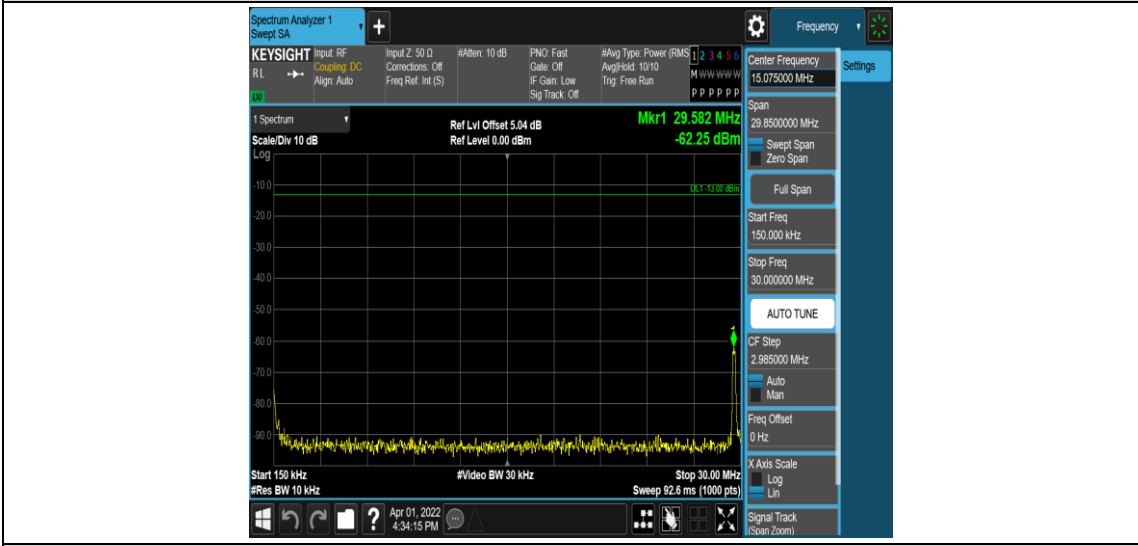 Spectrum Analyzer 1
Swept SA
+
Frequency
KEYSIGHT
RL
Input: RF
Coupling: DC
Align: Auto
Input Z: 50 Ω
Corrections: Off
Freq Ref: Int (S)
#Atten: 10 dB
PNO: Fast
Gate: Off
IF Gain: Low
Sig Track: Off
#Avg Type: Power (RMS
Avg|Hold: 10/10
Trig: Free Run
1 2 3 4 5 6
M W W W W W
P P P P P P
1 Spectrum
Scale/Div 10 dB
Log
Ref Lvl Offset 5.04 dB
Ref Level 0.00 dBm
Mkr1 29.582 MHz
-62.25 dBm
DL1 -13.00 dBm
-10.0
-20.0
-30.0
-40.0
-50.0
-60.0
-70.0
-80.0
-90.0
Start 150 kHz
#Res BW 10 kHz
#Video BW 30 kHz
Stop 30.00 MHz
Sweep 92.6 ms (1000 pts)
?
Apr 01, 2022
4:34:15 PM
Center Frequency
15.075000 MHz
Settings
Span
29.8500000 MHz
Swept Span
Zero Span
Full Span
Start Freq
150.000 kHz
Stop Freq
30.000000 MHz
AUTO TUNE
CF Step
2.985000 MHz
Auto
Man
Freq Offset
0 Hz
X Axis Scale
Log
Lin
Signal Track
(Span Zoom)